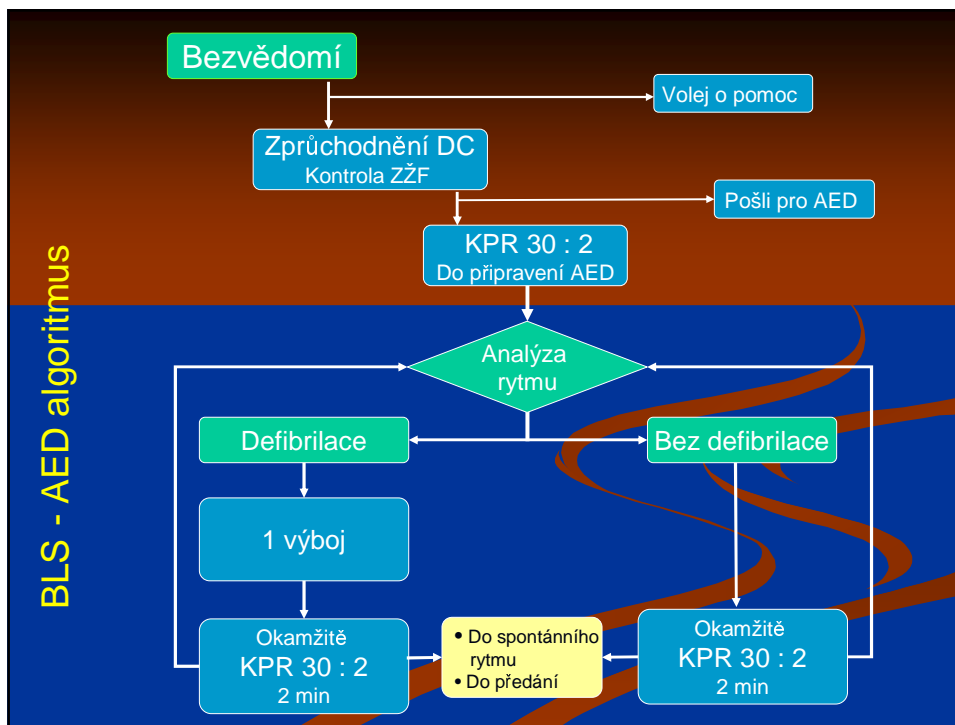 Bezvědomí
Volej o pomoc
Zprůchodnění DC
Kontrola ZŽF
Pošli pro AED
KPR 30 : 2
Do připravení AED
BLS - AED algoritmus
Analýza
rytmu
Defibrilace
Bez defibrilace
1 výboj
Okamžitě
KPR 30 : 2
2 min
• Do spontánního
rytmu
• Do předání
Okamžitě
KPR 30 : 2
2 min